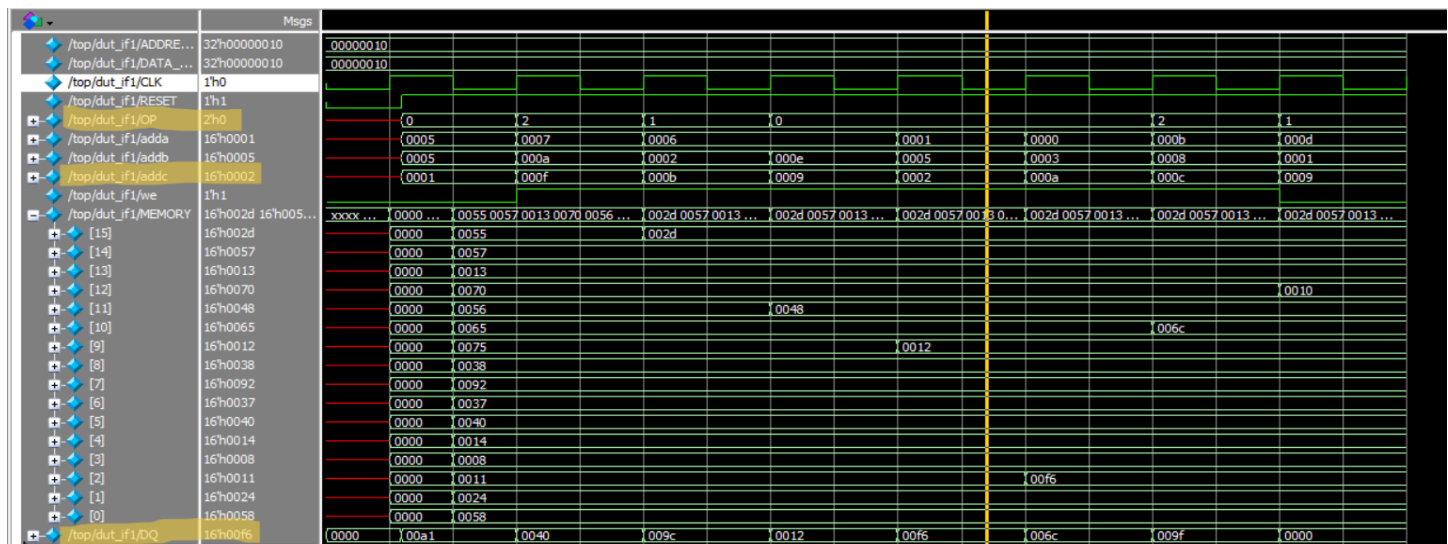 Msgs
/top/dut_if1/ADDRE... 32'h00000010 00000010
/top/dut_if1/DATA_... 32'h00000010 00000010
/top/dut_if1/CLK 1'h0
/top/dut_if1/RESET 1'h1
/top/dut_if1/OP 2'h0 0 2 1 0 2 1
/top/dut_if1/adda 16'h0001 0005 0007 0006 0001 0000 000b 000d
/top/dut_if1/addb 16'h0005 0005 000a 0002 000e 0005 0003 0008 0001
/top/dut_if1/addc 16'h0002 0001 000f 000b 0009 0002 000a 000c 0009
/top/dut_if1/we 1'h1
/top/dut_if1/MEMORY 16'h002d 16'h005... xxxx ... 0000 ... 0055 0057 0013 0070 0056 ... 002d 0057 0013 ... 002d 0057 0013 ... 002d 0057 0013 0... 002d 0057 0013 ... 002d 0057 0013 ... 002d 0057 0013 ...
[15] 16'h002d 0000 0055 002d
[14] 16'h0057 0000 0057
[13] 16'h0013 0000 0013
[12] 16'h0070 0000 0070 0010
[11] 16'h0048 0000 0056 0048
[10] 16'h0065 0000 0065 006c
[9] 16'h0012 0000 0075 0012
[8] 16'h0038 0000 0038
[7] 16'h0092 0000 0092
[6] 16'h0037 0000 0037
[5] 16'h0040 0000 0040
[4] 16'h0014 0000 0014
[3] 16'h0008 0000 0008
[2] 16'h0011 0000 0011 00f6
[1] 16'h0024 0000 0024
[0] 16'h0058 0000 0058
/top/dut_if1/DQ 16'h00f6 0000 00a1 0040 009c 0012 00f6 006c 009f 0000